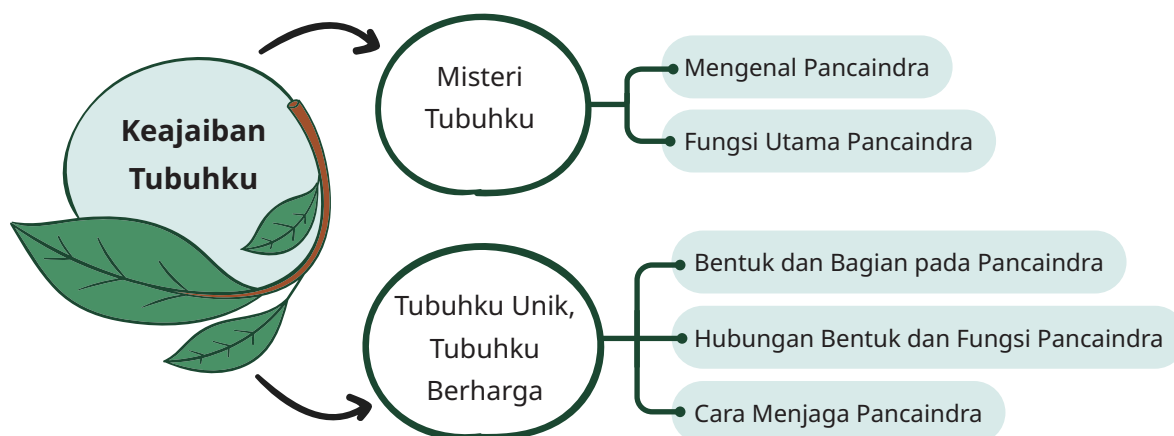 Keajaiban
Tubuhku
Misteri
Tubuhku
Mengenal Pancaindra
Fungsi Utama Pancaindra
Tubuhku Unik,
Tubuhku
Berharga
Bentuk dan Bagian pada Pancaindra
Hubungan Bentuk dan Fungsi Pancaindra
Cara Menjaga Pancaindra